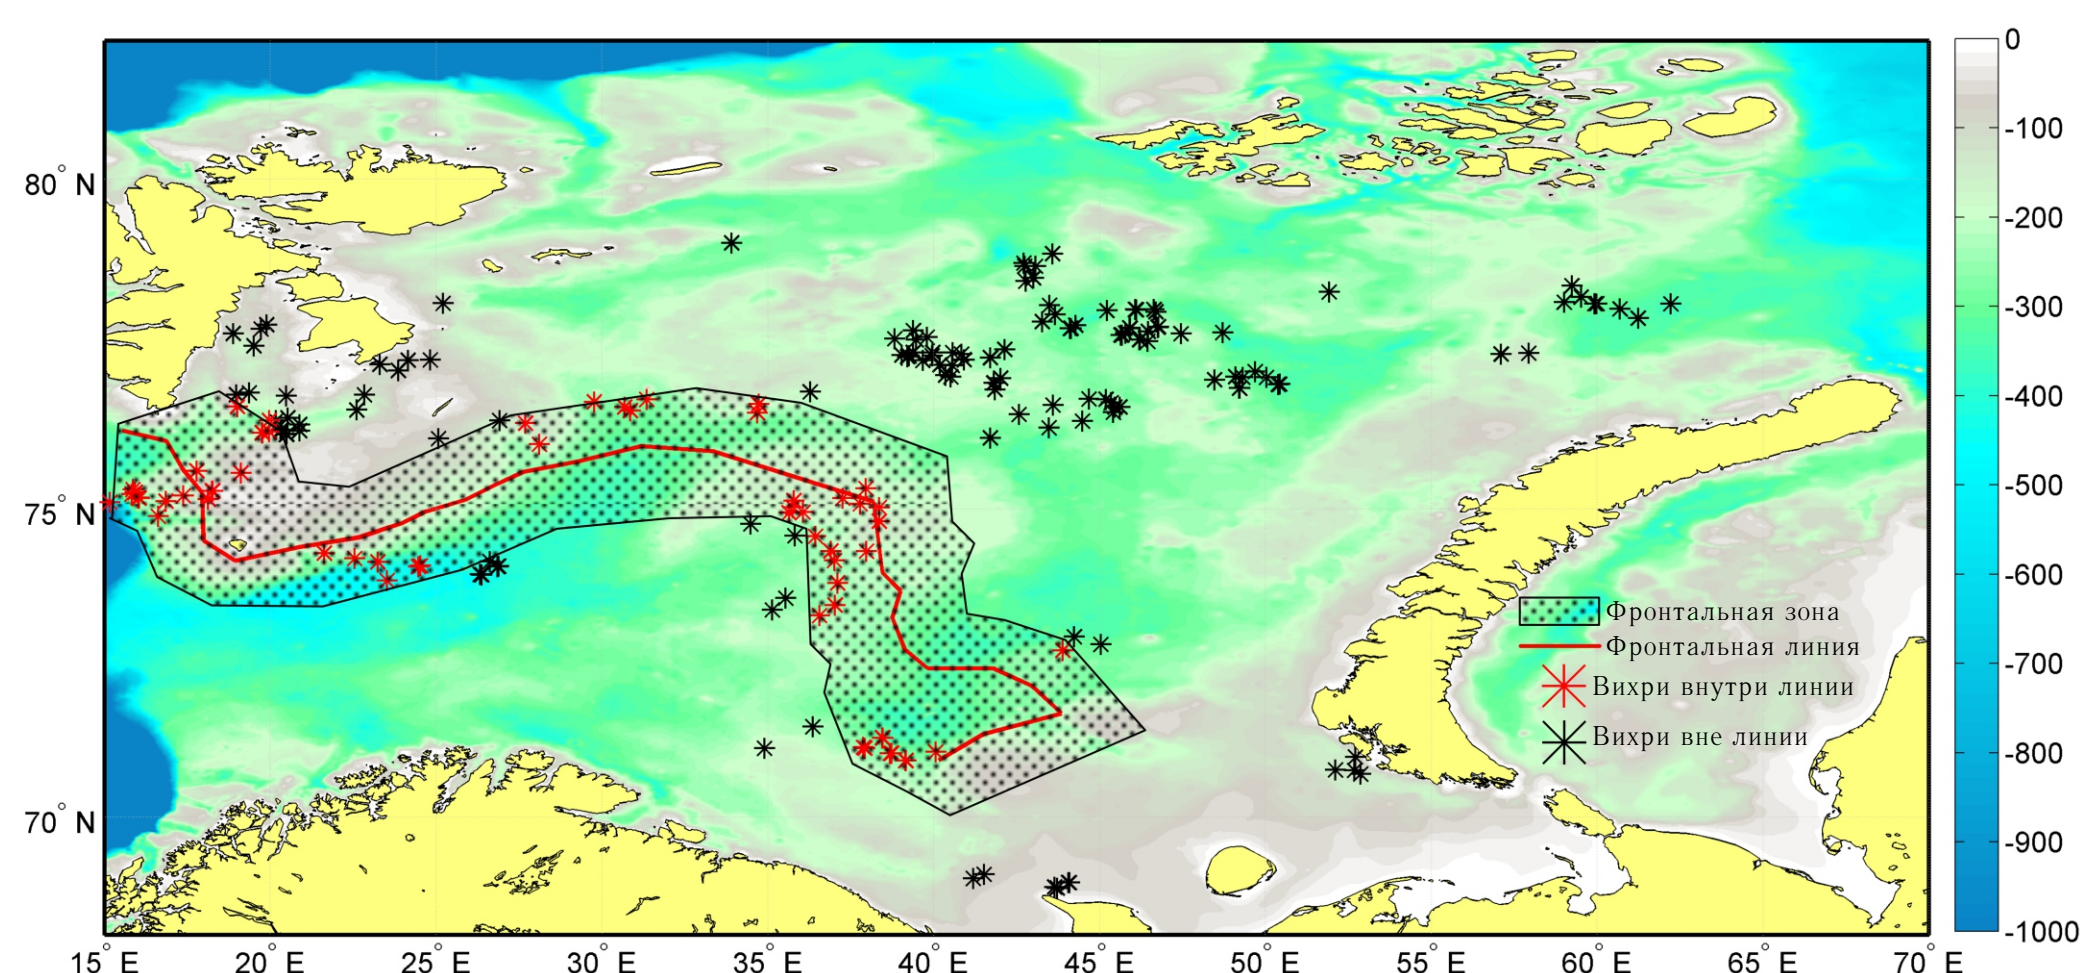 0
-100
-200
-300
-400
-500
-600
-700
-800
-900
-1000
80° N
75° N
70° N
Фронтальная зона
Фронтальная линия
Вихри внутри линии
Вихри вне линии
15° E 20° E 25° E 30° E 35° E 40° E 45° E 50° E 55° E 60° E 65° E 70° E